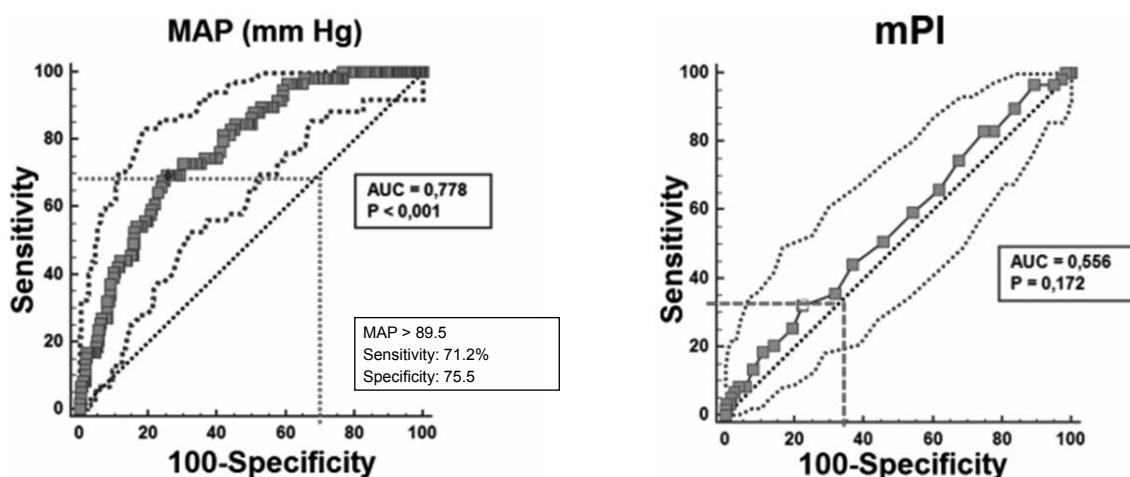 MAP (mm Hg)
100
80
60
40
20
0
Sensitivity
AUC = 0,778
P < 0,001
MAP > 89.5
Sensitivity: 71.2%
Specificity: 75.5
0 20 40 60 80 100
100-Specificity
mPI
100
80
60
40
20
0
Sensitivity
AUC = 0,556
P = 0,172
0 20 40 60 80 100
100-Specificity